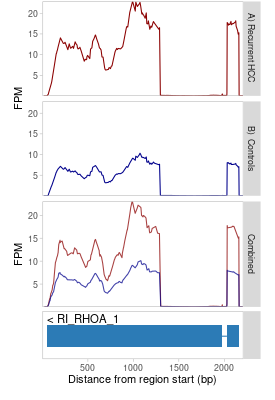 20
15
10
5
A) Recurrent HCC
FPM
20
15
10
5
B) Controls
20
15
10
5
Combined
FPM
< RI_RHOA_1
500
1000
1500
2000
Distance from region start (bp)